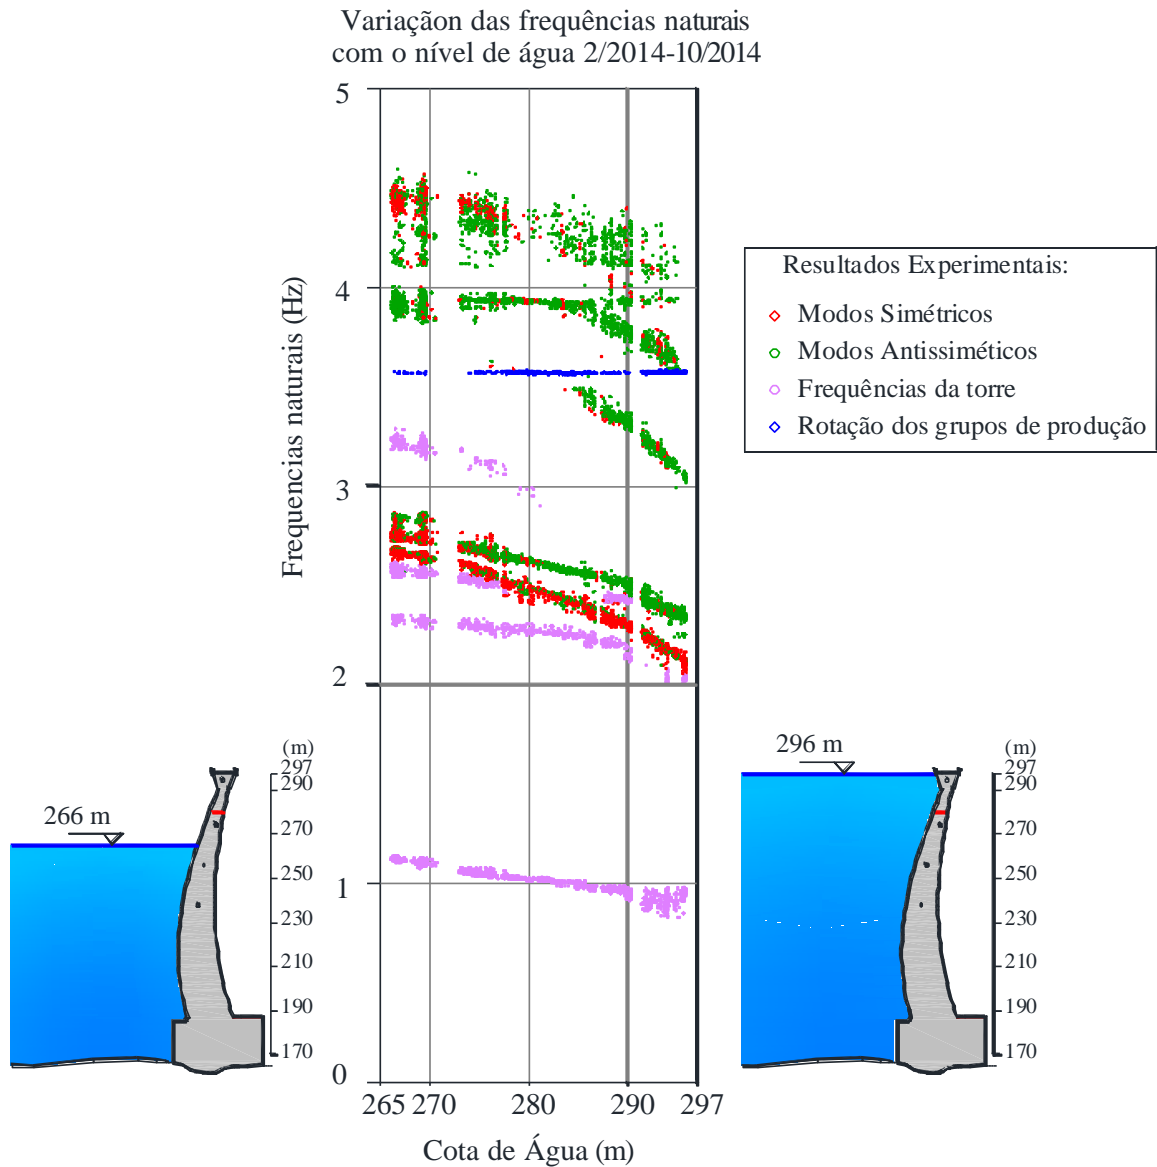 Variaçãon das frequências naturais
com o nível de água 2/2014-10/2014
5
4
3
2
1
0
Frequencias naturais (Hz)
265 270 280 290 297
Cota de Água (m)
Resultados Experimentais:
Modos Simétricos
Modos Antissiméticos
Frequências da torre
Rotação dos grupos de produção
266 m
(m)
297
290
270
250
230
210
190
170
296 m
(m)
297
290
270
250
230
210
190
170